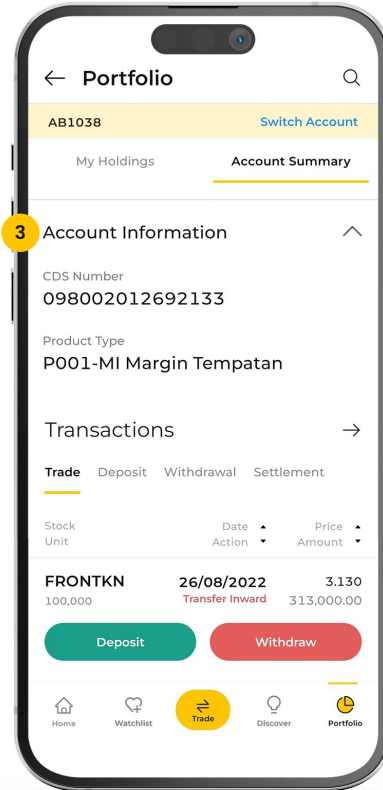 Portfolio
AB1038 Switch Account
My Holdings Account Summary
3 Account Information
CDS Number
098002012692133
Product Type
P001-MI Margin Tempatan
Transactions
Trade Deposit Withdrawal Settlement
Stock Date Price
Unit Action Amount
FRONTKN 26/08/2022 3.130
100,000 Transfer Inward 313,000.00
Deposit Withdraw
Home Watchlist Trade Discover Portfolio